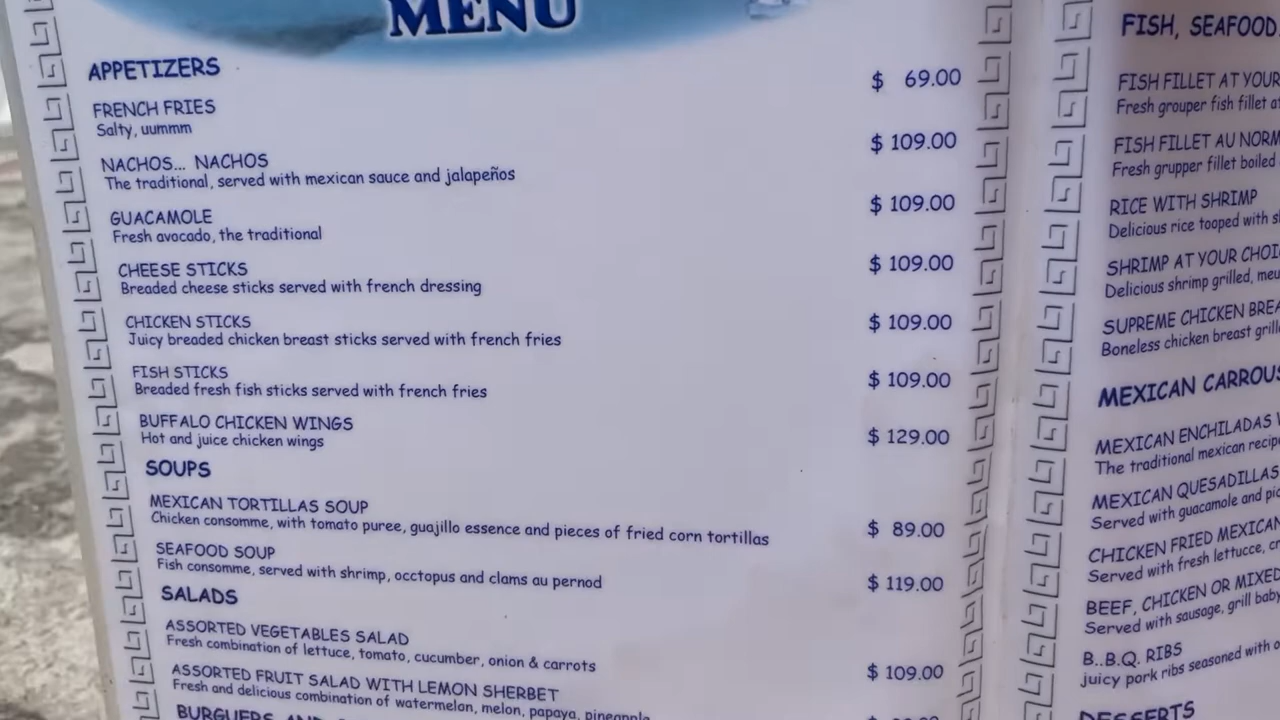 MENU
APPETIZERS
FRENCH FRIES $ 69.00
Salty, uummm
NACHOS... NACHOS $ 109.00
The traditional, served with mexican sauce and jalapeños
GUACAMOLE $ 109.00
Fresh avocado, the traditional
CHEESE STICKS $ 109.00
Breaded cheese sticks served with french dressing
CHICKEN STICKS $ 109.00
Juicy breaded chicken breast sticks served with french fries
FISH STICKS $ 109.00
Breaded fresh fish sticks served with french fries
BUFFALO CHICKEN WINGS $ 129.00
Hot and juice chicken wings
SOUPS
MEXICAN TORTILLAS SOUP $ 89.00
Chicken consomme, with tomato puree, guajillo essence and pieces of fried corn tortillas
SEAFOOD SOUP $ 119.00
Fish consomme, served with shrimp, occtopus and clams au pernod
SALADS
ASSORTED VEGETABLES SALAD $ 109.00
Fresh combination of lettuce, tomato, cucumber, onion & carrots
ASSORTED FRUIT SALAD WITH LEMON SHERBET
Fresh and delicious combination of watermelon, melon, papaya, pineapple
BURGUERS AND
FISH, SEAFOOD
FISH FILLET AT YOUR
Fresh grouper fish fillet
FISH FILLET AU
Fresh grupper fillet boiled
RICE WITH SHRIMP
Delicious rice tooped with
SHRIMP AT YOUR
Delicious shrimp grilled,
SUPREME CHICKEN
Boneless chicken breast
MEXICAN
MEXICAN ENCHILADAS
The traditional mexican
MEXICAN QUESADILLAS
Served with guacamole and
CHICKEN FRIED MEXICAN
Served with fresh lettucce,
BEEF, CHICKEN OR MIXED
Served with sausage, grill baby
B..B.Q. RIBS
juicy pork ribs seasoned with
DESSERTS